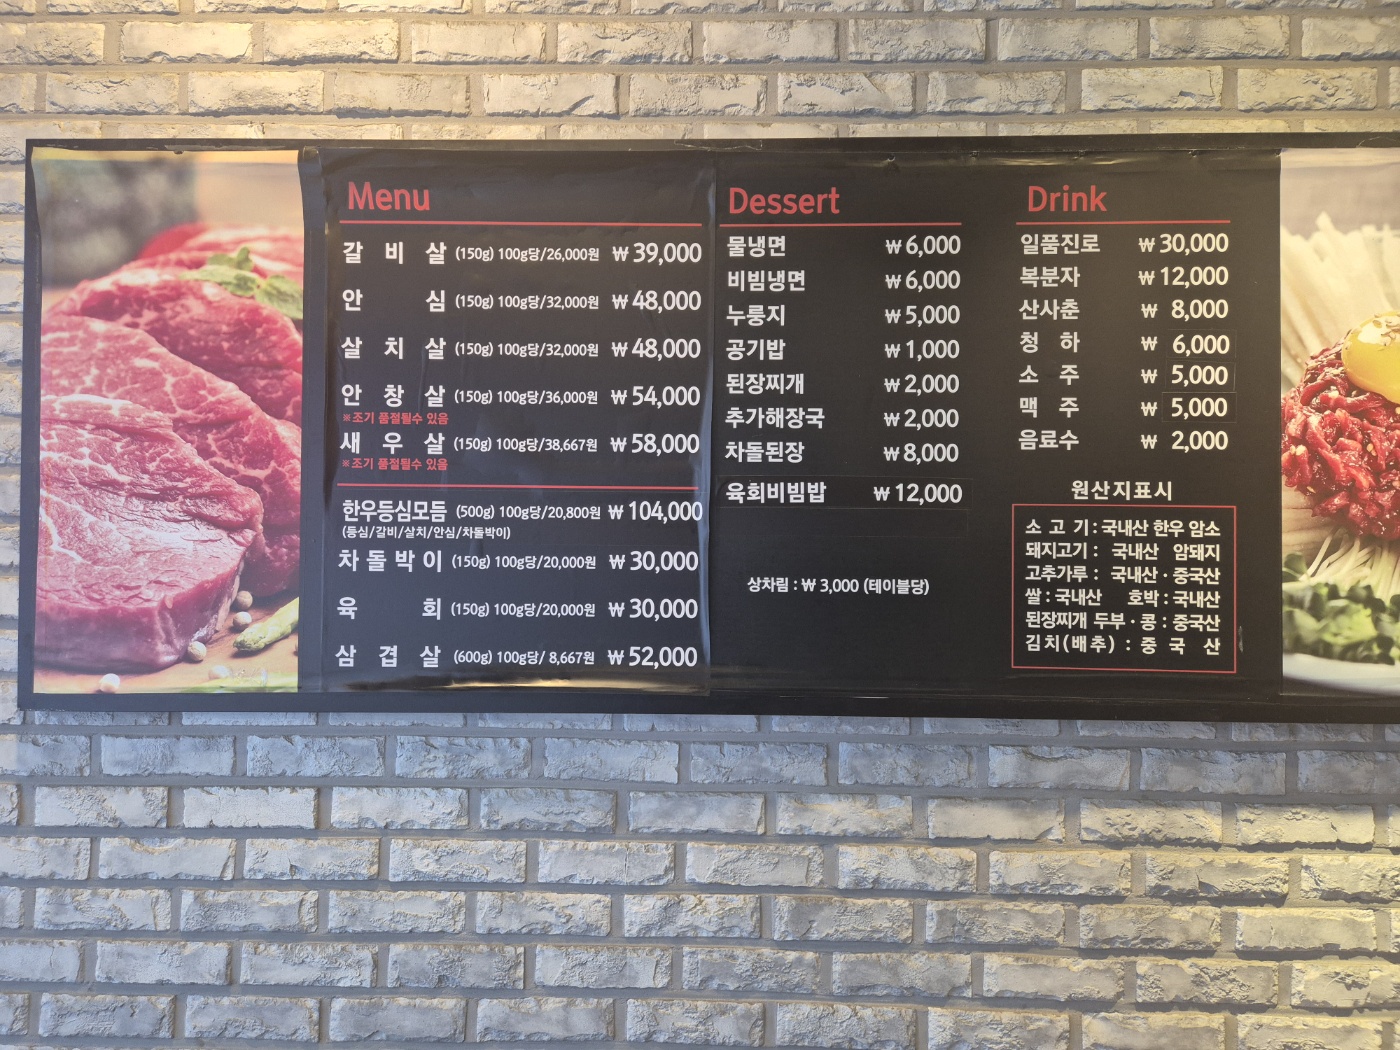 Menu
갈 비 살 (150g) 100g당/26,000원 ₩ 39,000
안 심 (150g) 100g당/32,000원 ₩ 48,000
살 치 살 (150g) 100g당/32,000원 ₩ 48,000
안 창 살 (150g) 100g당/36,000원 ₩ 54,000
※조기 품절될수 있음
새 우 살 (150g) 100g당/38,667원 ₩ 58,000
※조기 품절될수 있음
한우등심모듬 (500g) 100g당/20,800원 ₩ 104,000
(등심/갈비/살치/안심/차돌박이)
차 돌 박 이 (150g) 100g당/20,000원 ₩ 30,000
육 회 (150g) 100g당/20,000원 ₩ 30,000
삼 겹 살 (600g) 100g당/ 8,667원 ₩ 52,000
Dessert
물냉면 ₩ 6,000
비빔냉면 ₩ 6,000
누룽지 ₩ 5,000
공기밥 ₩ 1,000
된장찌개 ₩ 2,000
추가해장국 ₩ 2,000
차돌된장 ₩ 8,000
육회비빔밥 ₩ 12,000
상차림 : ₩ 3,000 (테이블당)
Drink
일품진로 ₩ 30,000
복분자 ₩ 12,000
산사춘 ₩ 8,000
청 하 ₩ 6,000
소 주 ₩ 5,000
맥 주 ₩ 5,000
음료수 ₩ 2,000
원산지표시
소 고 기 : 국내산 한우 암소
돼지고기 : 국내산 암돼지
고추가루 : 국내산 · 중국산
쌀 : 국내산 호박 : 국내산
된장찌개 두부 · 콩 : 중국산
김치(배추) : 중 국 산